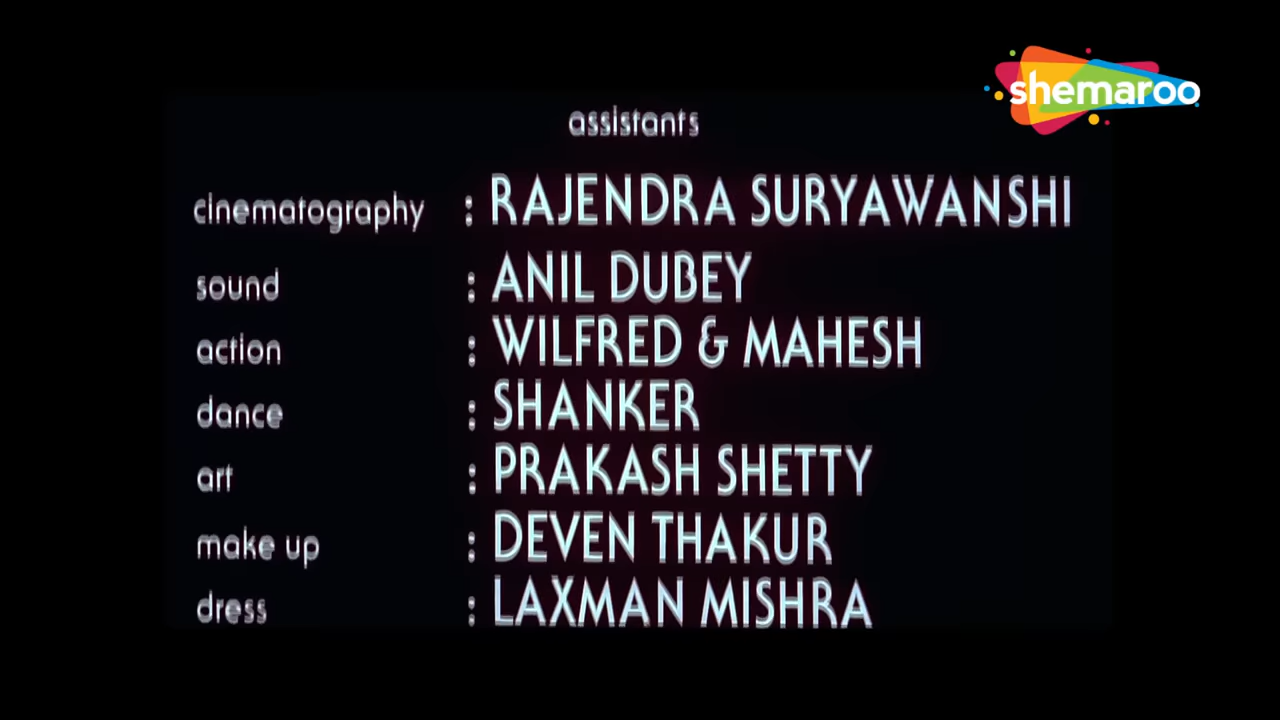 shemaroo
assistants
cinematography : RAJENDRA SURYAWANSHI
sound : ANIL DUBEY
action : WILFRED & MAHESH
dance : SHANKER
art : PRAKASH SHETTY
make up : DEVEN THAKUR
dress : LAXMAN MISHRA